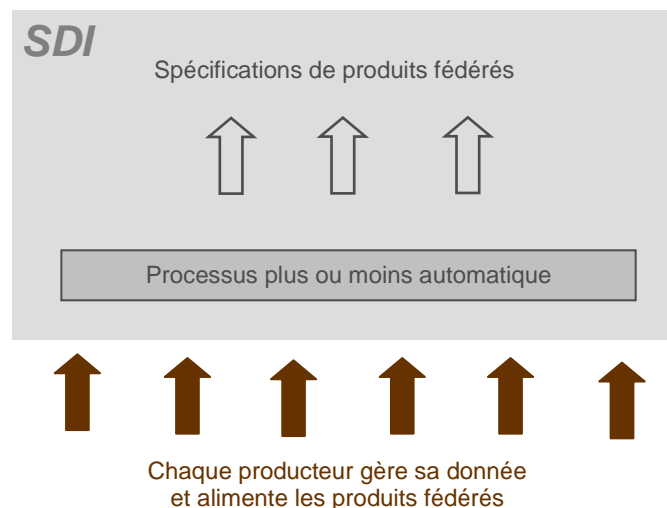 SDI
Spécifications de produits fédérés
Processus plus ou moins automatique
Chaque producteur gère sa donnée
et alimente les produits fédérés